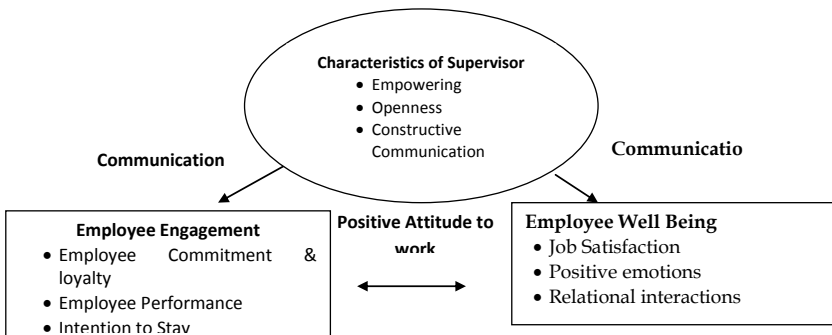 Characteristics of Supervisor
• Empowering
• Openness
• Constructive
Communication
Communication
Communicatio
Employee Engagement
• Employee Commitment &
loyalty
• Employee Performance
• Intention to Stay
Positive Attitude to
work
Employee Well Being
• Job Satisfaction
• Positive emotions
• Relational interactions